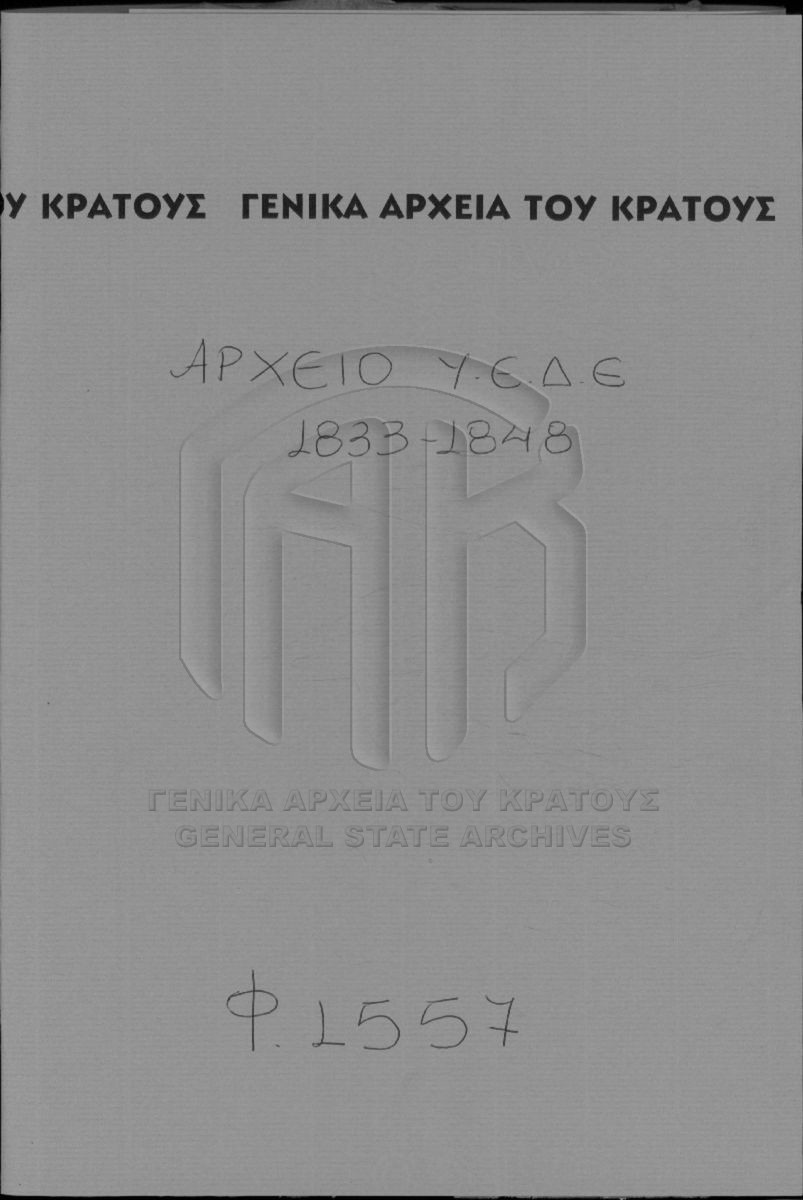 ΟΥ ΚΡΑΤΟΥΣ ΓΕΝΙΚΑ ΑΡΧΕΙΑ ΤΟΥ ΚΡΑΤΟΥΣ
ΑΡΧΕΙΟ Υ.Ε.Δ.Ε
1833-1848
ΓΕΝΙΚΑ ΑΡΧΕΙΑ ΤΟΥ ΚΡΑΤΟΥΣ
GENERAL STATE ARCHIVES
Φ. 1557